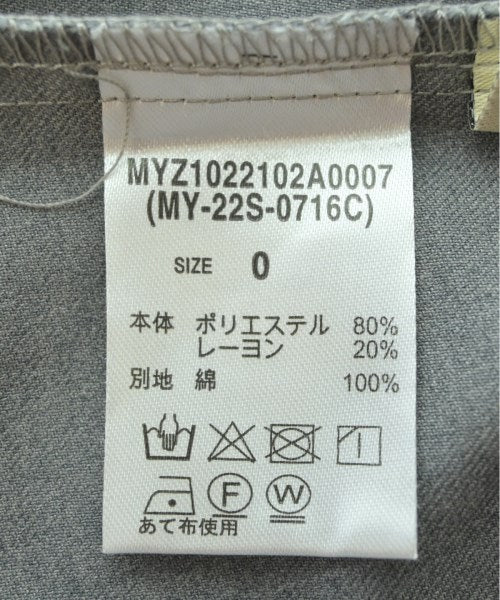 MYZ1022102A0007
(MY-22S-0716C)
SIZE 0
本体 ポリエステル 80%
レーヨン 20%
別地 綿 100%
F W
あて布使用